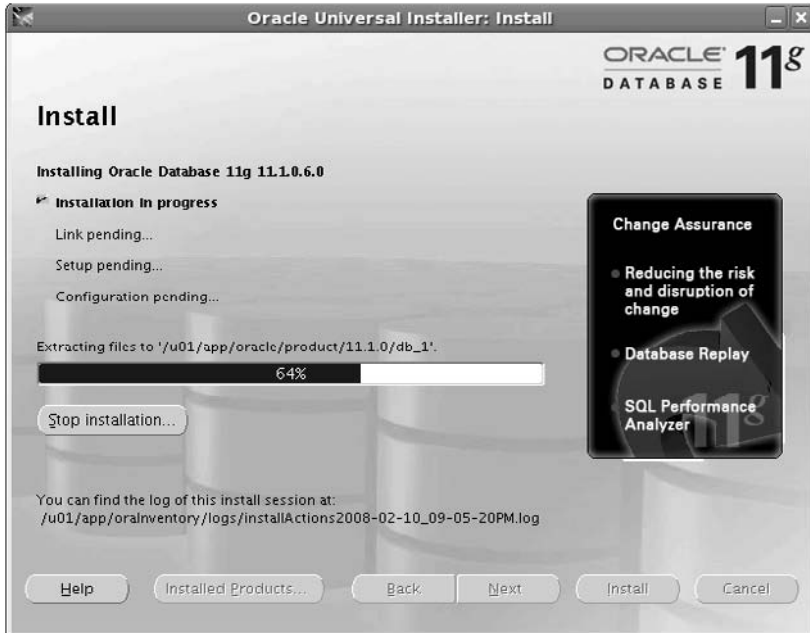 Oracle Universal Installer: Install
ORACLE
DATABASE 11g
Install
Installing Oracle Database 11g 11.1.0.6.0
Installation in progress
Link pending...
Setup pending...
Configuration pending...
Extracting files to '/u01/app/oracle/product/11.1.0/db_1'.
64%
Stop installation...
Change Assurance
Reducing the risk
and disruption of
change
Database Replay
SQL Performance
Analyzer
11g
You can find the log of this install session at:
/u01/app/oraInventory/logs/installActions2008-02-10_09-05-20PM.log
Help Installed Products... Back Next Install Cancel